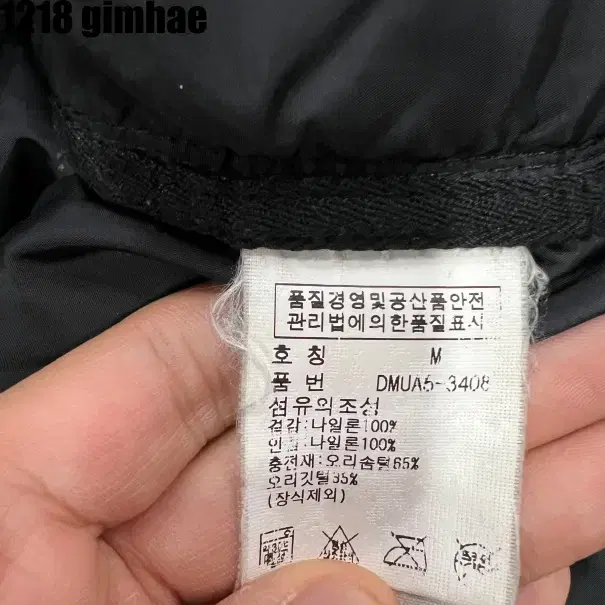 1218 gimhae
품질경영및공산품안전
관리법에의한품질표시
호 칭 M
품 번 DMUA5-3408
섬유의조성
겉감:나일론100%
안감:나일론100%
충전재:오리솜털65%
오리깃털35%
(장식제외)